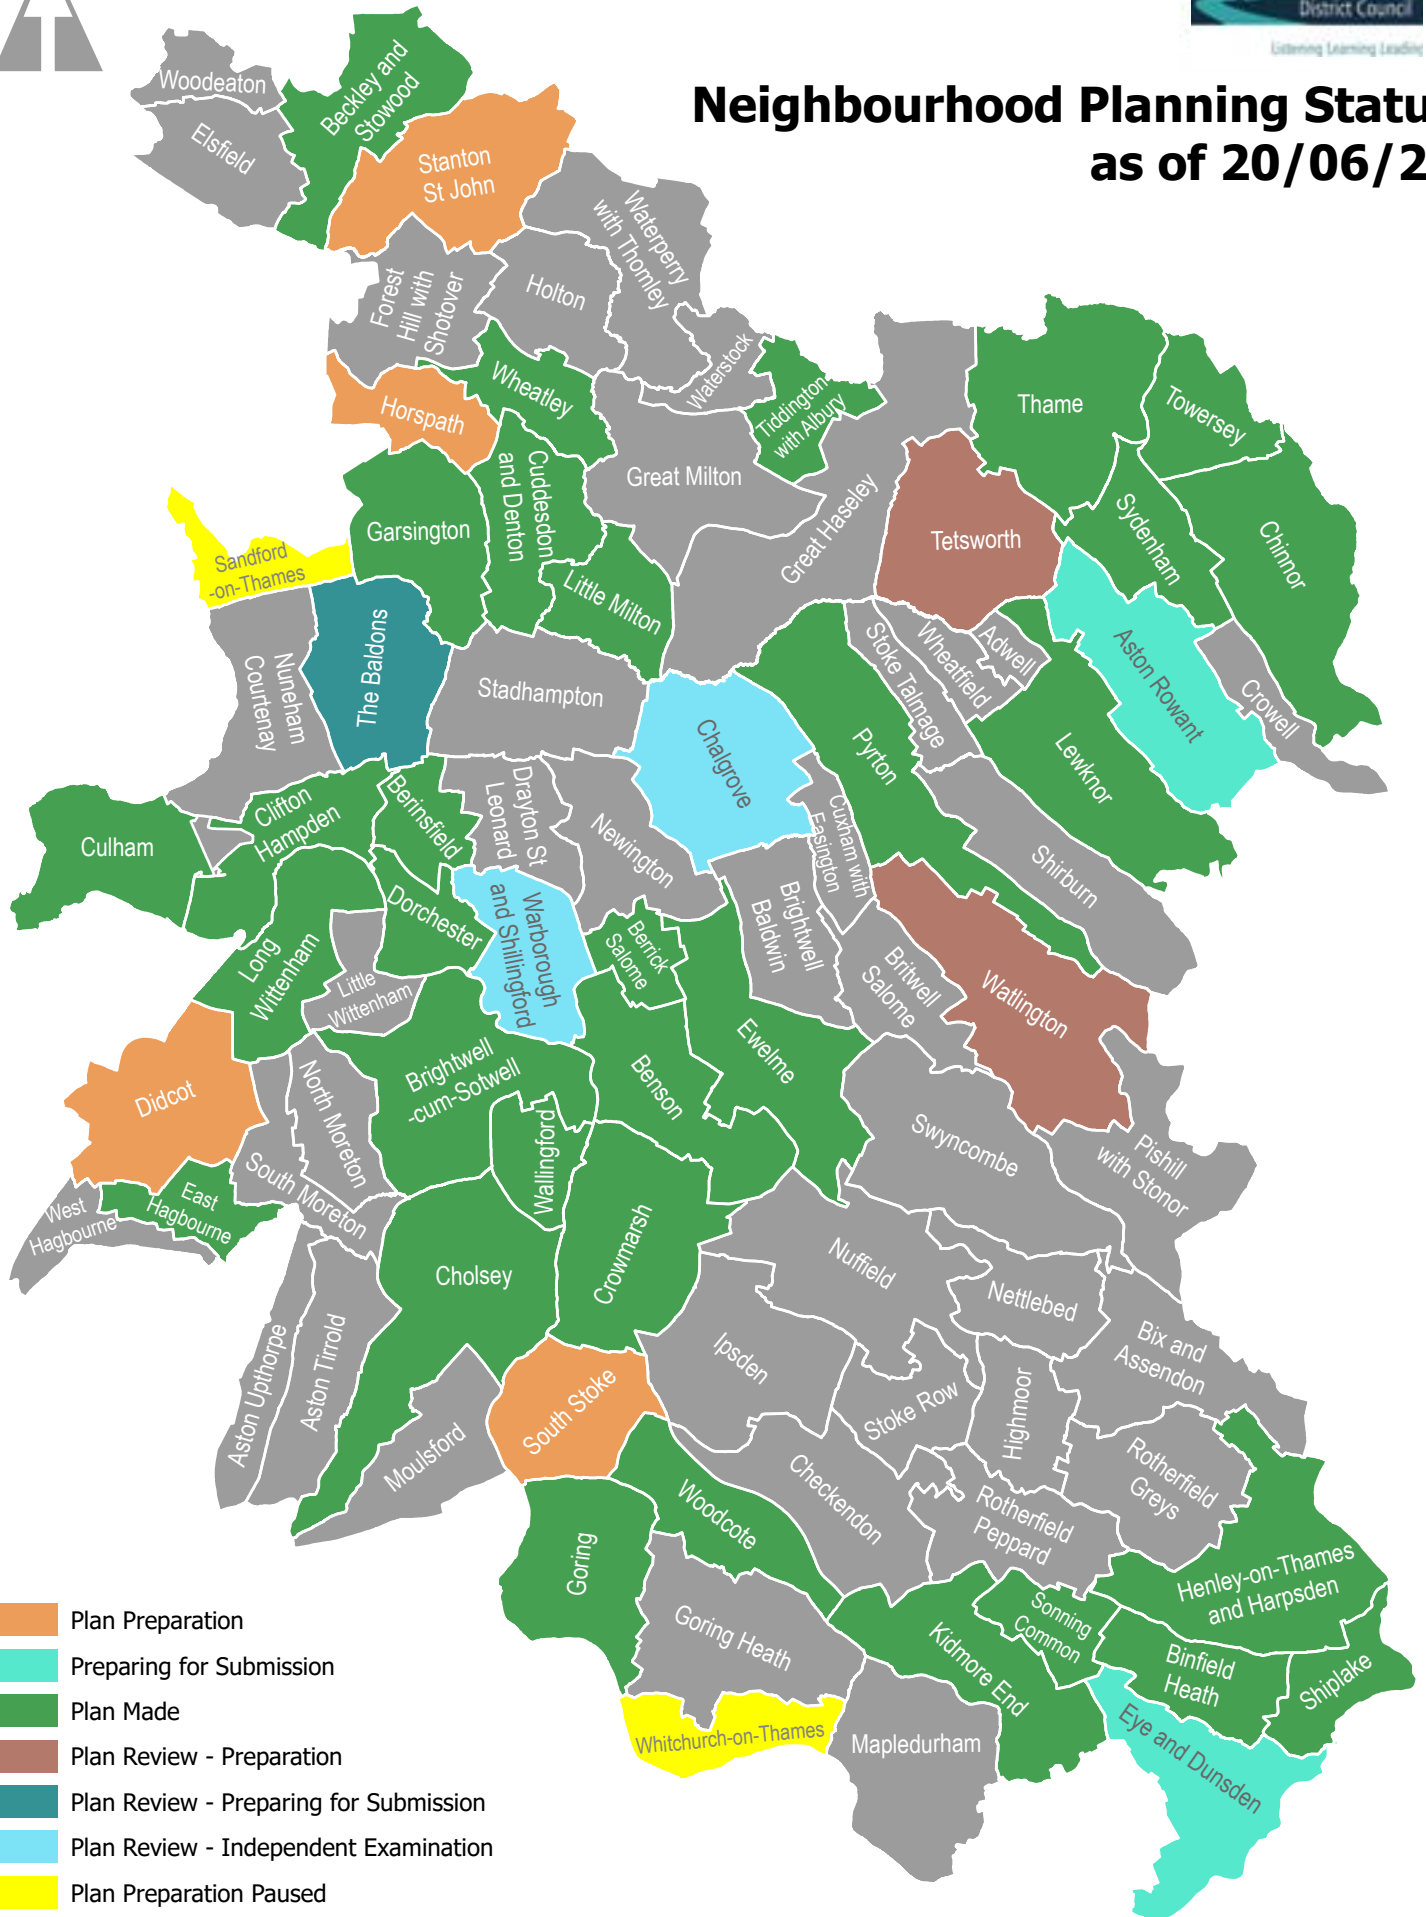 District Council
Listening Learning Leading
Neighbourhood Planning Statu
as of 20/06/2
Woodeaton
Elsfield
Beckley and
Stowood
Stanton
St John
Waterperry
with Thomley
Forest
Hill with
Shotover
Holton
Waterstock
Wheatley
Horspath
Tiddington
with Albury
Thame
Towersey
Cuddesdon
and Denton
Great Milton
Great Haseley
Garsington
Tetsworth
Sydenham
Chinnor
Sandford
-on-Thames
Little Milton
The Baldons
Nuneham
Courtenay
Stadhampton
Stoke Talmage
Wheatfield
Adwell
Aston Rowant
Crowell
Chalgrove
Pyrton
Lewknor
Culham
Clifton
Hampden
Berinsfield
Drayton St
Leonard
Newington
Cuxham with
Easington
Shirburn
Long
Wittenham
Dorchester
Warborough
and Shillingford
Berrick
Salome
Brightwell
Baldwin
Britwell
Salome
Watlington
Little
Wittenham
Didcot
North Moreton
Brightwell
-cum-Sotwell
Benson
Ewelme
Wallingford
Swyncombe
Pishill
with Stonor
South Moreton
West
Hagbourne
East
Hagbourne
Cholsey
Crowmarsh
Nuffield
Nettlebed
Aston Upthorpe
Aston Tirrold
Ipsden
Bix and
Assendon
Moulsford
South Stoke
Stoke Row
Highmoor
Checkendon
Rotherfield
Greys
Woodcote
Rotherfield
Peppard
Goring
Henley-on-Thames
and Harpsden
Goring Heath
Sonning
Common
Kidmore End
Binfield
Heath
Shiplake
Whitchurch-on-Thames
Mapledurham
Eye and Dunsden
Plan Preparation
Preparing for Submission
Plan Made
Plan Review - Preparation
Plan Review - Preparing for Submission
Plan Review - Independent Examination
Plan Preparation Paused